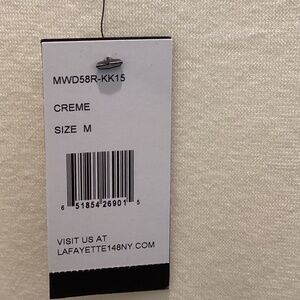 MWD58R-KK15
CREME
SIZE M
6 51854 26901 5
VISIT US AT
LAFAYETTE148NY.COM